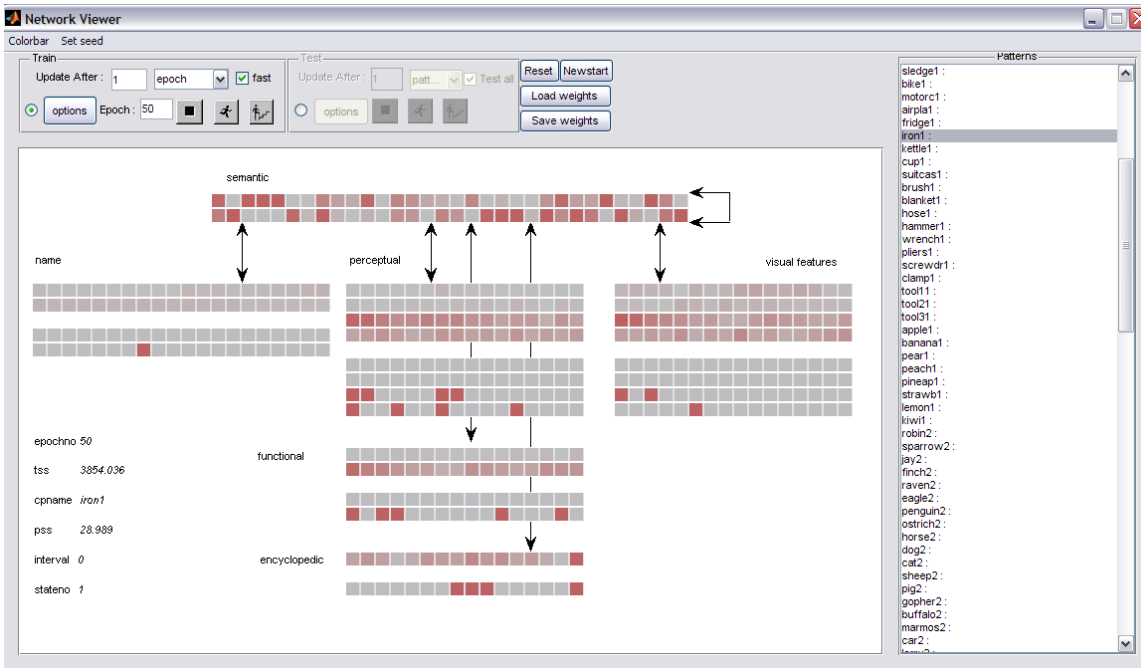 Network Viewer
Colorbar Set seed
Train
Update After : 1 epoch fast
options Epoch : 50
Test
Update After : 1 patt... Test all
options
Reset Newstart
Load weights
Save weights
semantic
name
perceptual
visual features
epochno 50
functional
tss 3854.036
cpname iron1
pss 28.989
interval 0
encyclopedic
stateno 1
Patterns
sledge1 :
bike1 :
motorc1 :
airpla1 :
fridge1 :
iron1 :
kettle1 :
cup1 :
suitcas1 :
brush1 :
blanket1 :
hose1 :
hammer1 :
wrench1 :
pliers1 :
screwdr1 :
clamp1 :
tool11 :
tool21 :
tool31 :
apple1 :
banana1 :
pear1 :
peach1 :
pineap1 :
strawb1 :
lemon1 :
kiwi1 :
robin2 :
sparrow2 :
jay2 :
finch2 :
raven2 :
eagle2 :
penguin2 :
ostrich2 :
horse2 :
dog2 :
cat2 :
sheep2 :
pig2 :
gopher2 :
buffalo2 :
marmos2 :
car2 :